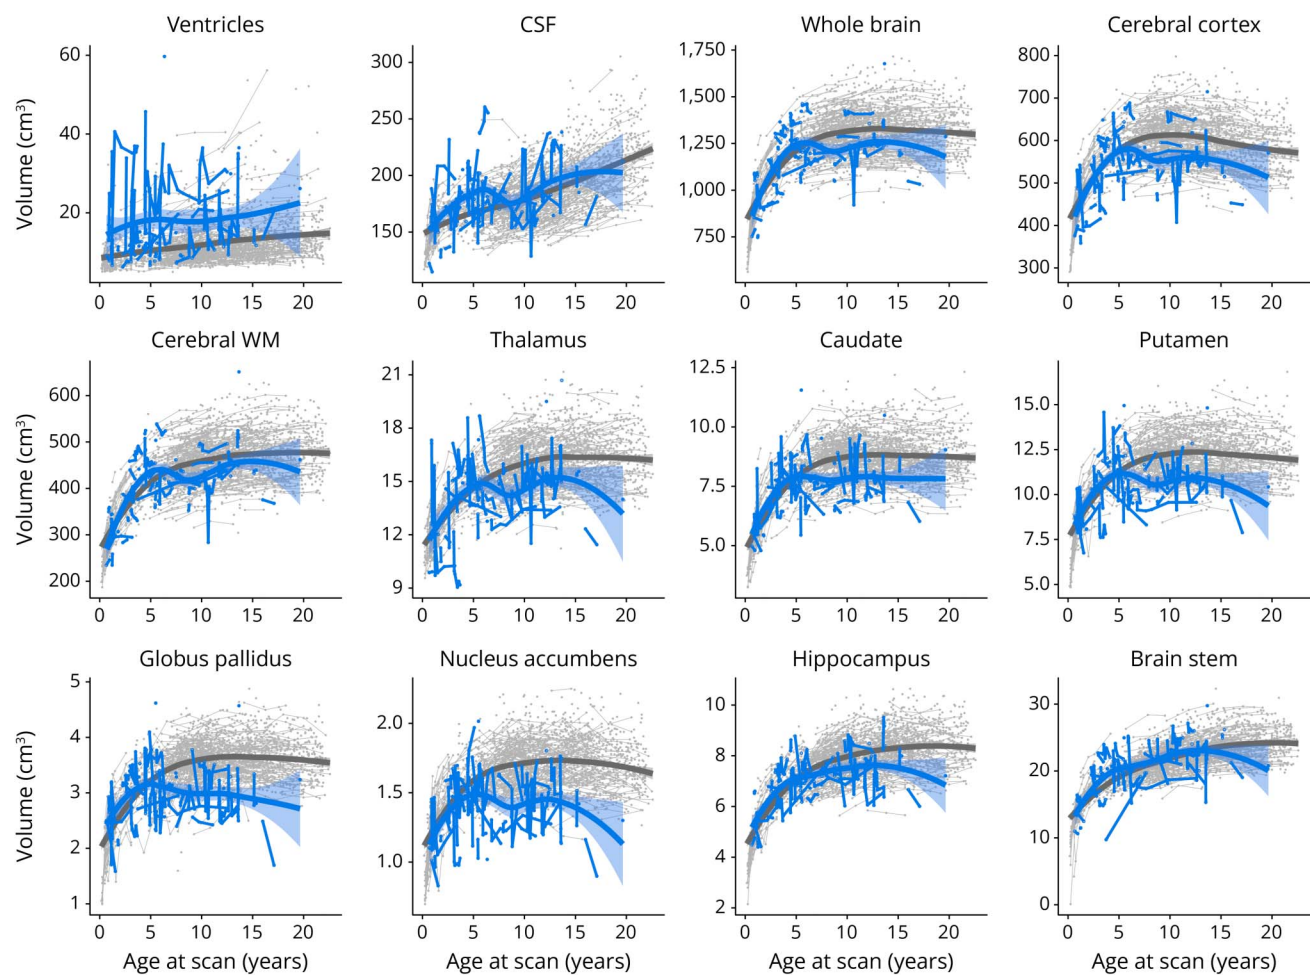 Ventricles CSF Whole brain Cerebral cortex
Volume (cm³)
60
40
20
0 5 10 15 20
300
250
200
150
0 5 10 15 20
1,750
1,500
1,250
1,000
750
0 5 10 15 20
800
700
600
500
400
300
0 5 10 15 20
Cerebral WM Thalamus Caudate Putamen
Volume (cm³)
600
500
400
300
200
0 5 10 15 20
21
18
15
12
9
0 5 10 15 20
12.5
10.0
7.5
5.0
0 5 10 15 20
15.0
12.5
10.0
7.5
5.0
0 5 10 15 20
Globus pallidus Nucleus accumbens Hippocampus Brain stem
Volume (cm³)
5
4
3
2
1
0 5 10 15 20
2.0
1.5
1.0
0 5 10 15 20
10
8
6
4
2
0 5 10 15 20
30
20
10
0
0 5 10 15 20
Age at scan (years) Age at scan (years) Age at scan (years) Age at scan (years)